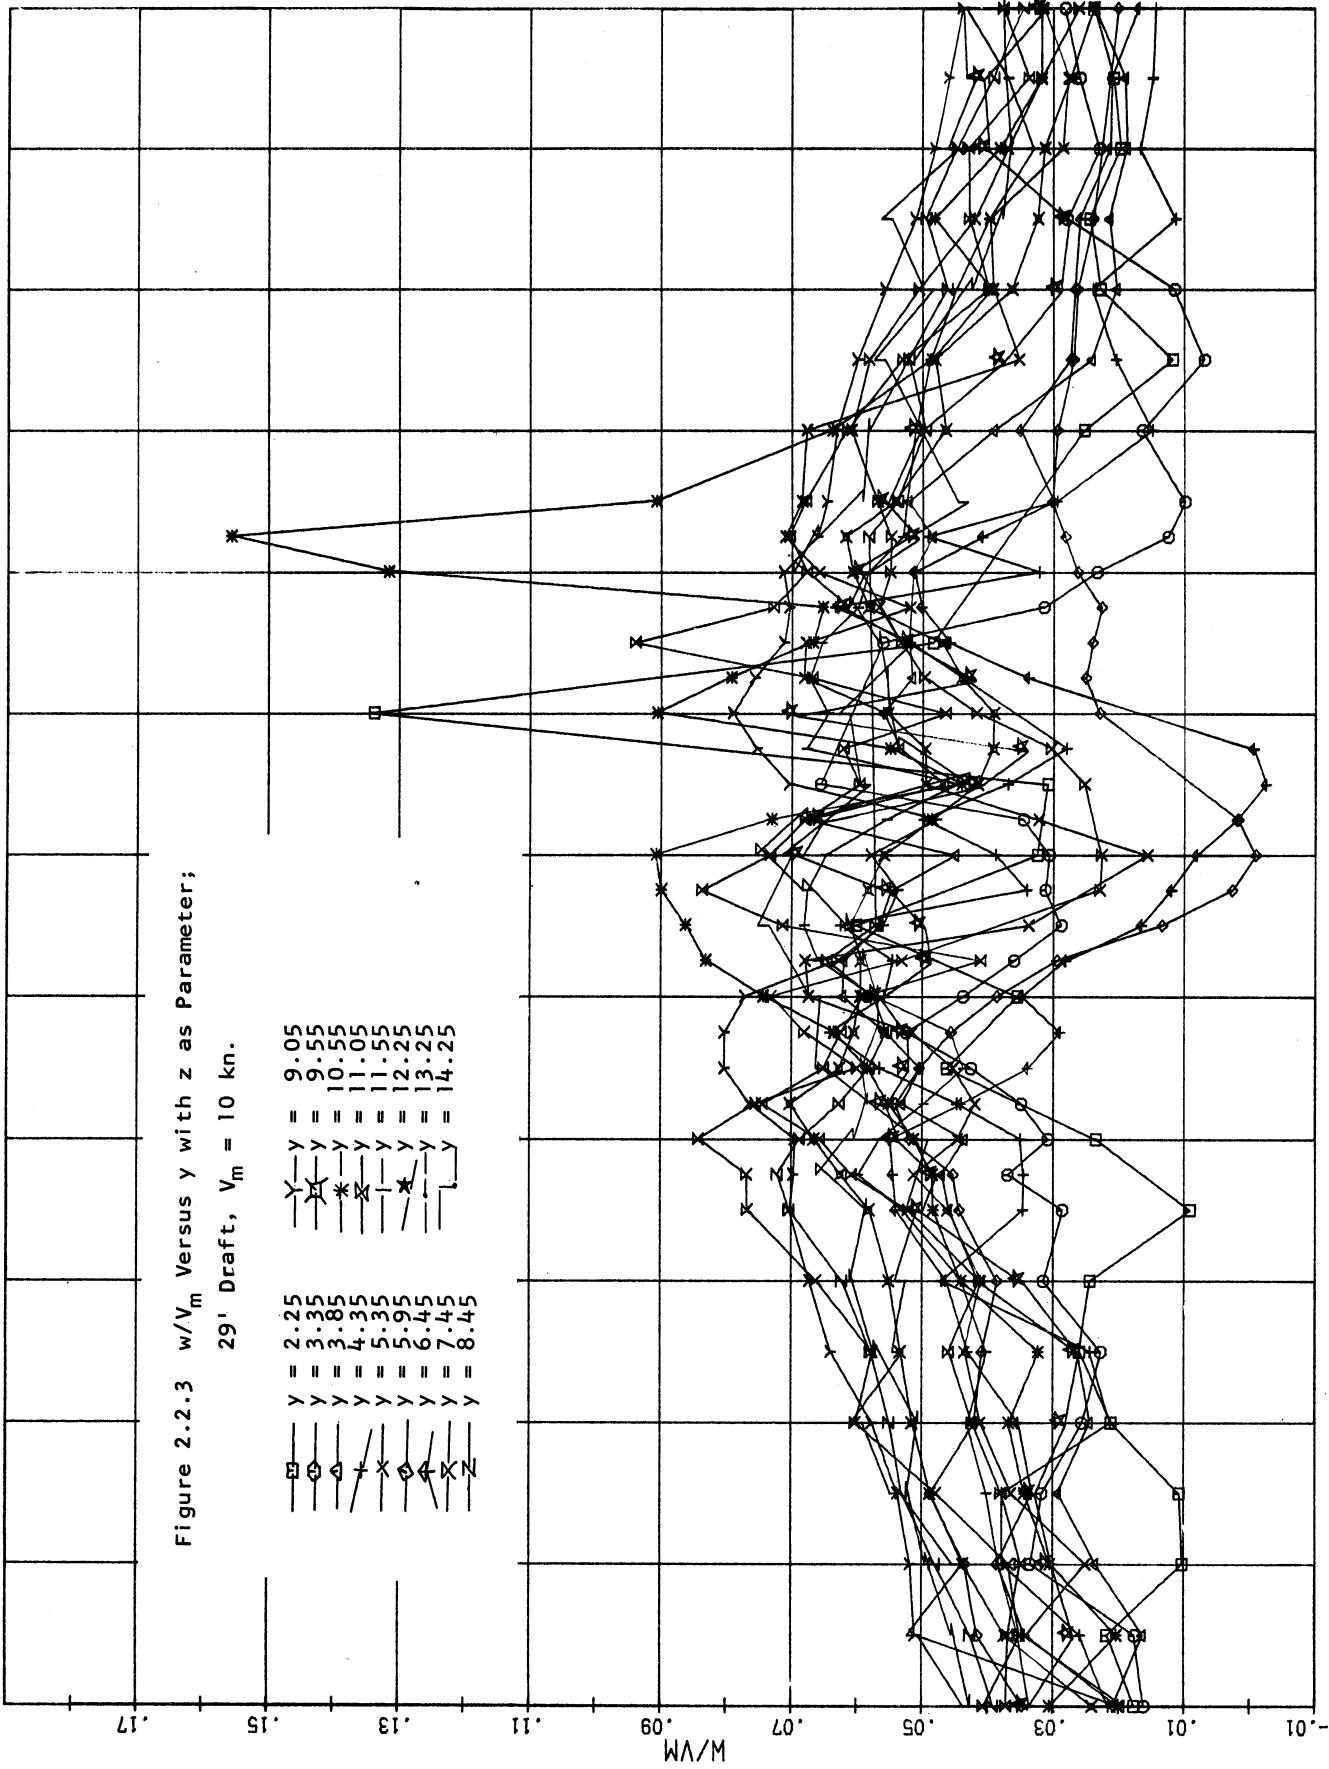 Figure 2.2.3 w/Vm Versus y with z as Parameter;
29' Draft, Vm = 10 kn.
y = 2.25
y = 3.35
y = 3.85
y = 4.35
y = 5.35
y = 5.95
y = 6.45
y = 7.45
y = 8.45
y = 9.05
y = 9.55
y = 10.55
y = 11.05
y = 11.55
y = 12.25
y = 13.25
y = 14.25
W/VM
.17
.15
.13
.11
.09
.07
.05
.03
.01
-.01